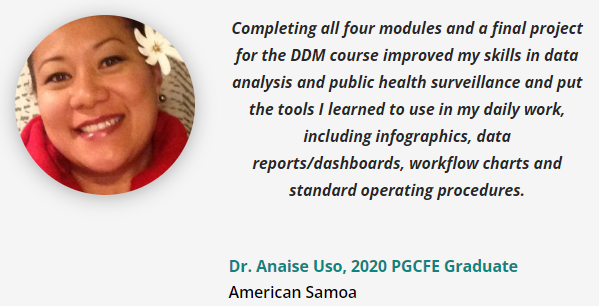 Completing all four modules and a final project
for the DDM course improved my skills in data
analysis and public health surveillance and put
the tools I learned to use in my daily work,
including infographics, data
reports/dashboards, workflow charts and
standard operating procedures.
Dr. Anaise Uso, 2020 PGCFE Graduate
American Samoa